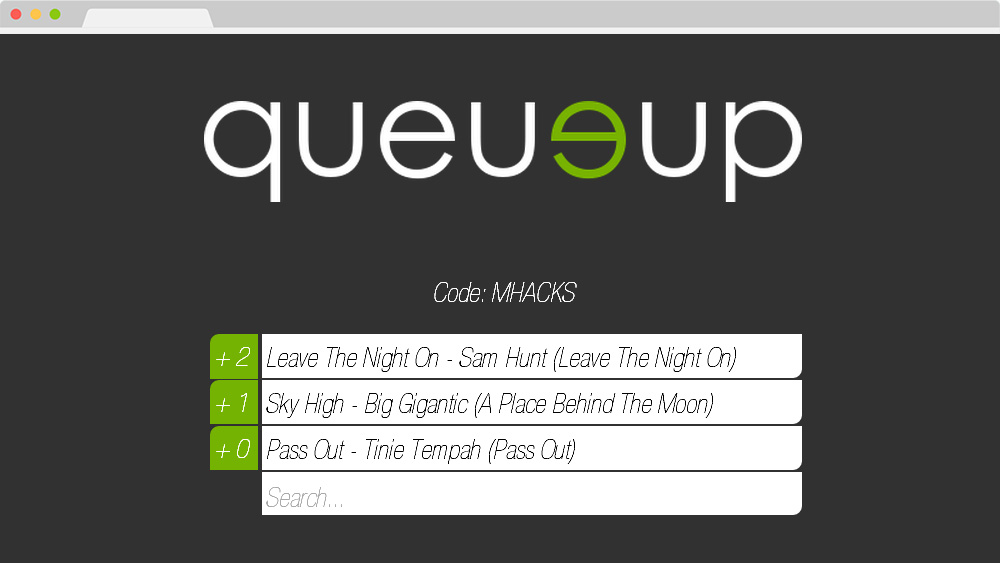 queueup
Code: MHACKS
+ 2 Leave The Night On - Sam Hunt (Leave The Night On)
+ 1 Sky High - Big Gigantic (A Place Behind The Moon)
+ 0 Pass Out - Tinie Tempah (Pass Out)
Search...